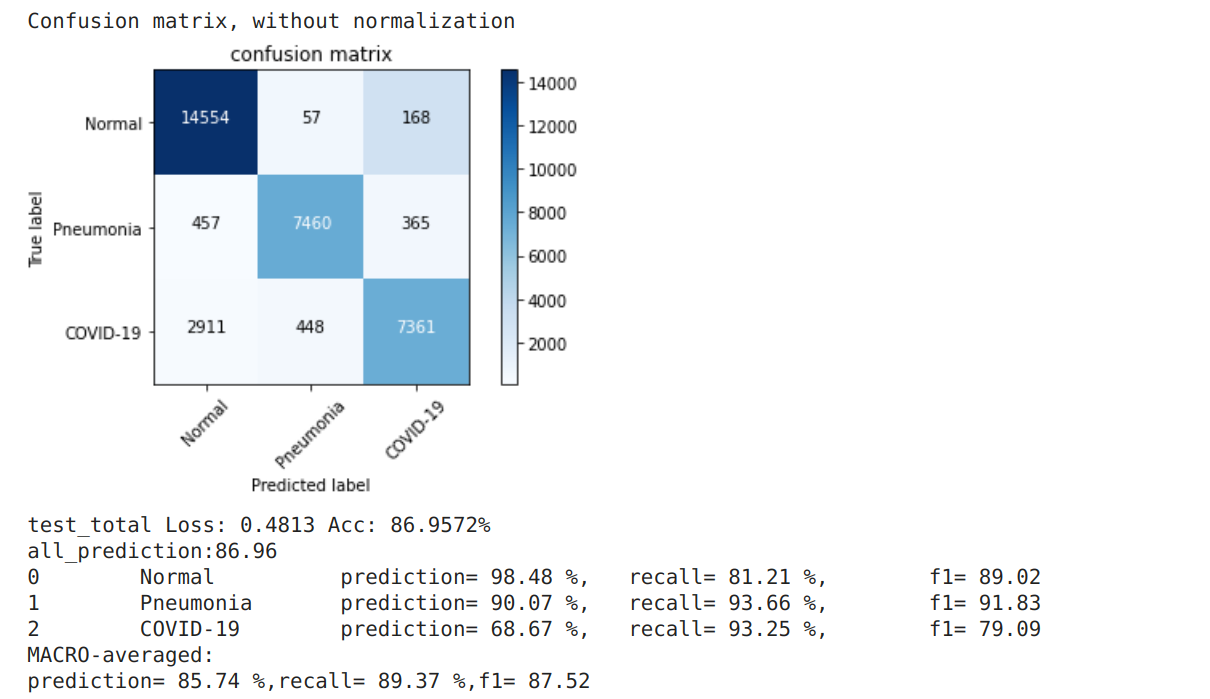 Confusion matrix, without normalization
confusion matrix
14000
Normal 14554 57 168
12000
10000
True label
Pneumonia 457 7460 365
8000
6000
4000
COVID-19 2911 448 7361
2000
Normal Pneumonia COVID-19
Predicted label
test_total Loss: 0.4813 Acc: 86.9572%
all_prediction:86.96
0 Normal prediction= 98.48 %, recall= 81.21 %, f1= 89.02
1 Pneumonia prediction= 90.07 %, recall= 93.66 %, f1= 91.83
2 COVID-19 prediction= 68.67 %, recall= 93.25 %, f1= 79.09
MACRO-averaged:
prediction= 85.74 %,recall= 89.37 %,f1= 87.52